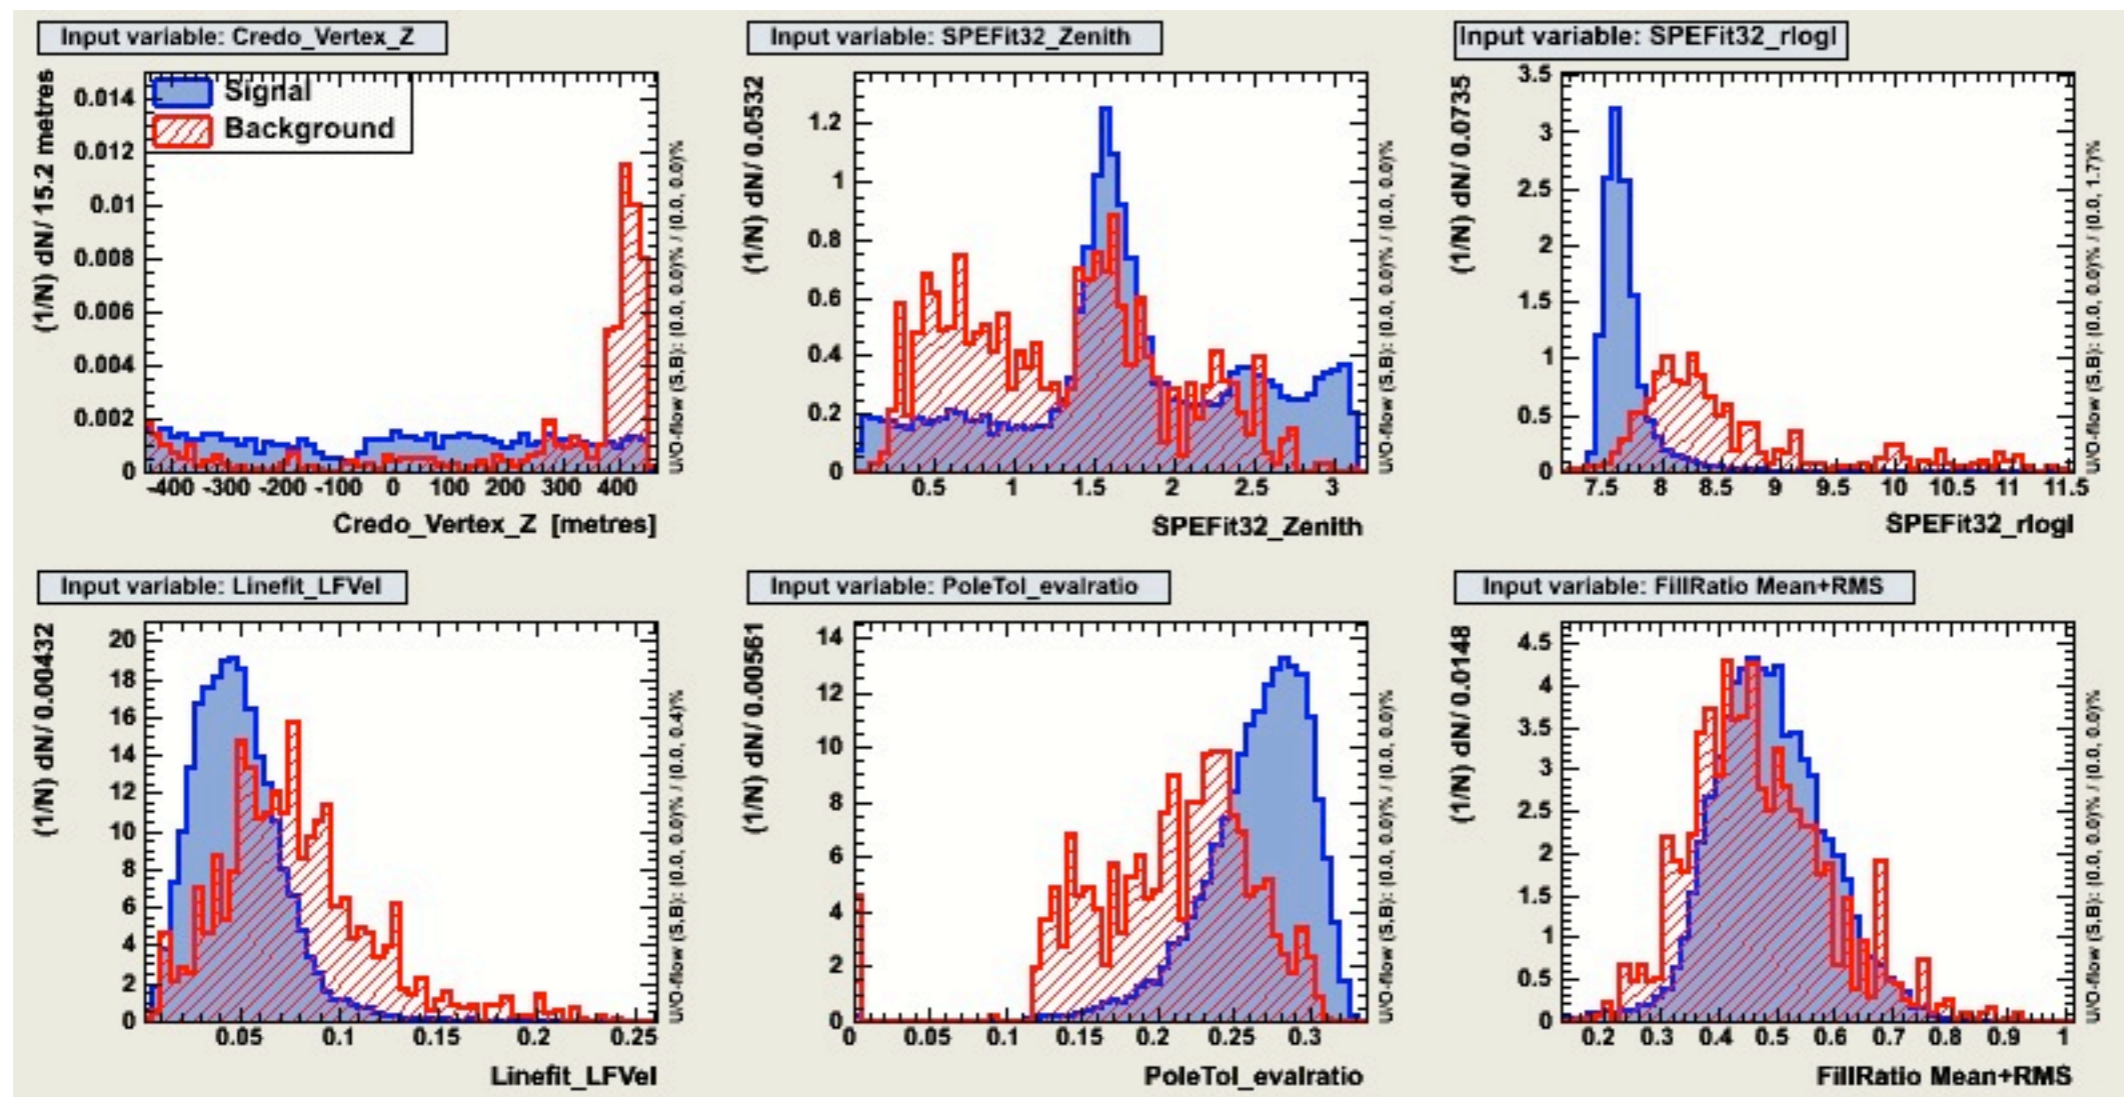 Input variable: Credo_Vertex_Z
(1/N) dN/ 15.2 metres
0.014
0.012
0.01
0.008
0.006
0.004
0.002
0
Signal
Background
-400 -300 -200 -100 0 100 200 300 400
Credo_Vertex_Z [metres]
U/O-flow (S,B): (0.0, 0.0)% / (0.0, 0.0)%
Input variable: SPEFit32_Zenith
(1/N) dN/ 0.0532
1.2
1
0.8
0.6
0.4
0.2
0
0.5 1 1.5 2 2.5 3
SPEFit32_Zenith
U/O-flow (S,B): (0.0, 0.0)% / (0.0, 0.0)%
Input variable: SPEFit32_rlogl
(1/N) dN/ 0.0735
3.5
3
2.5
2
1.5
1
0.5
0
7.5 8 8.5 9 9.5 10 10.5 11 11.5
SPEFit32_rlogl
U/O-flow (S,B): (0.0, 0.0)% / (0.0, 1.7)%
Input variable: Linefit_LFVel
(1/N) dN/ 0.00432
20
18
16
14
12
10
8
6
4
2
0
0.05 0.1 0.15 0.2 0.25
Linefit_LFVel
U/O-flow (S,B): (0.0, 0.0)% / (0.0, 0.4)%
Input variable: PoleToI_evalratio
(1/N) dN/ 0.00561
14
12
10
8
6
4
2
0
0 0.05 0.1 0.15 0.2 0.25 0.3
PoleToI_evalratio
U/O-flow (S,B): (0.0, 0.0)% / (0.0, 0.0)%
Input variable: FillRatio Mean+RMS
(1/N) dN/ 0.0148
4.5
4
3.5
3
2.5
2
1.5
1
0.5
0
0.2 0.3 0.4 0.5 0.6 0.7 0.8 0.9 1
FillRatio Mean+RMS
U/O-flow (S,B): (0.0, 0.0)% / (0.0, 0.0)%